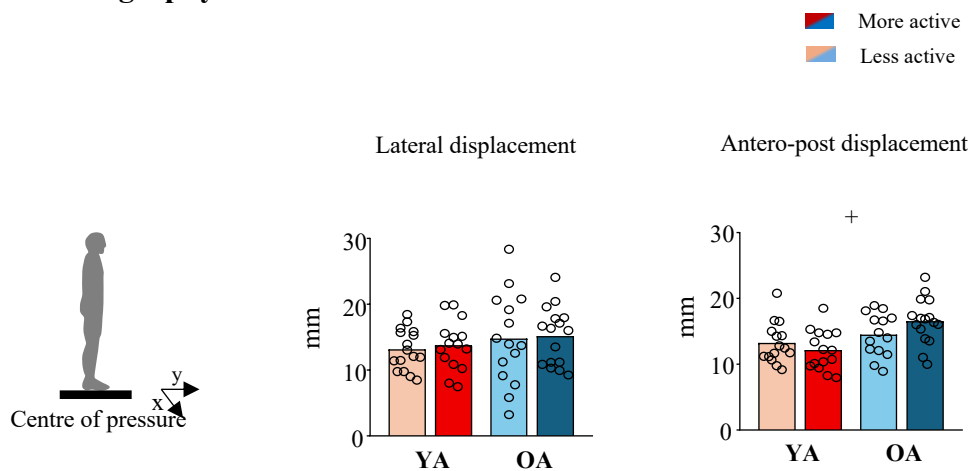 More active
Less active
Lateral displacement
Antero-post displacement
+
30
20
10
0
mm
YA OA
30
20
10
0
mm
YA OA
y
x
Centre of pressure